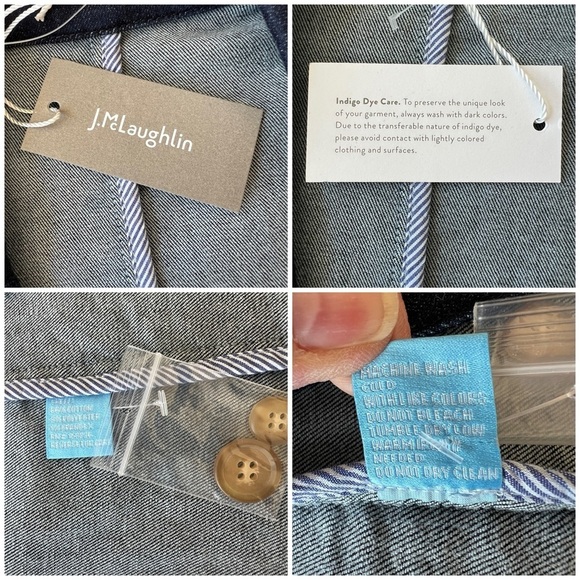 J.McLaughlin
Indigo Dye Care. To preserve the unique look
of your garment, always wash with dark colors.
Due to the transferable nature of indigo dye,
please avoid contact with lightly colored
clothing and surfaces.
MACHINE WASH
COLD
WITH LIKE COLORS
DO NOT BLEACH
TUMBLE DRY LOW
WARM IRON IF
NEEDED
DO NOT DRY CLEAN